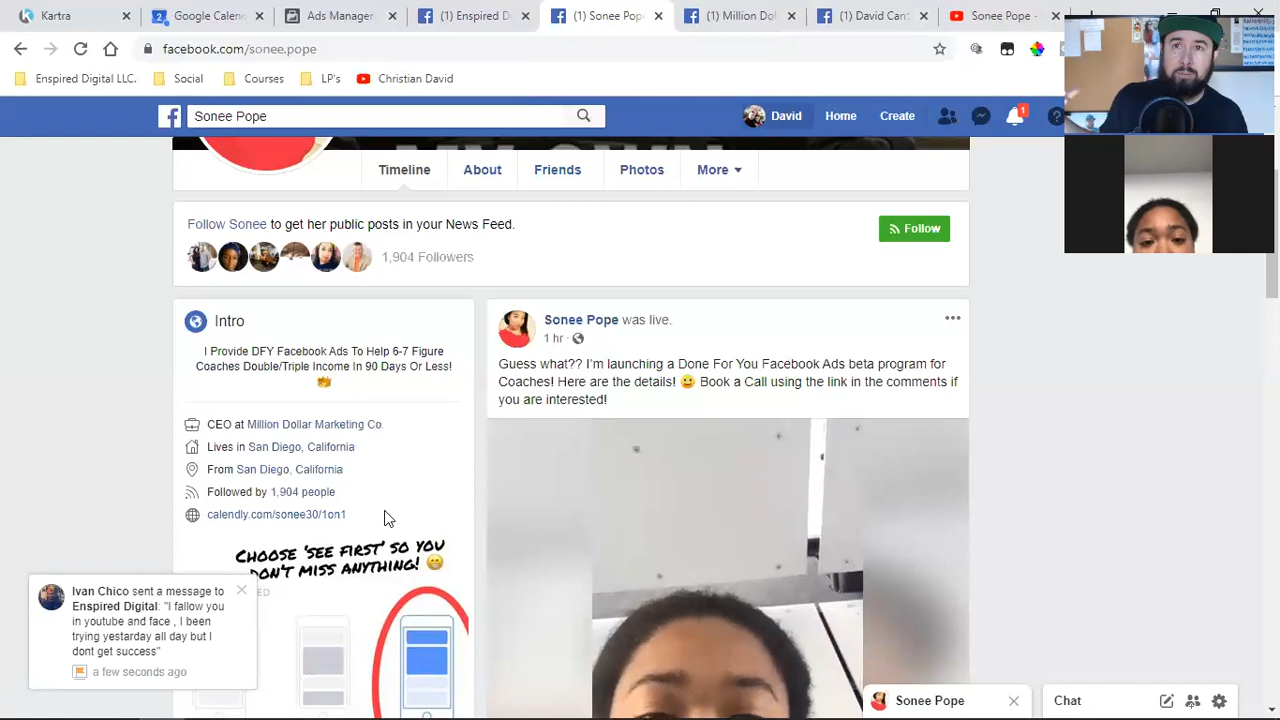 Kartra
Google Calen
Ads Manager
(1) Enspired D
(1) Sonee Pop
(1) Million Dol
(1) David Cant
Sonee Pope -
facebook.com/sonee.pope
Enspired Digital LLC.
Social
Courses
LP's
Christian David
Sonee Pope
David
Home
Create
1
Timeline
About
Friends
Photos
More
Follow Sonee to get her public posts in your News Feed.
Follow
1,904 Followers
Intro
I Provide DFY Facebook Ads To Help 6-7 Figure
Coaches Double/Triple Income In 90 Days Or Less!
CEO at Million Dollar Marketing Co.
Lives in San Diego, California
From San Diego, California
Followed by 1,904 people
calendly.com/sonee30/1on1
CHOOSE 'SEE FIRST' SO YOU
DON'T MISS ANYTHING!
Sonee Pope was live.
1 hr
Guess what?? I'm launching a Done For You Facebook Ads beta program for
Coaches! Here are the details! 😀 Book a Call using the link in the comments if
you are interested!
Ivan Chico sent a message to
Enspired Digital: "I fallow you
in youtube and face , I been
trying yestarday all day but I
dont get success"
a few seconds ago
Sonee Pope
Chat